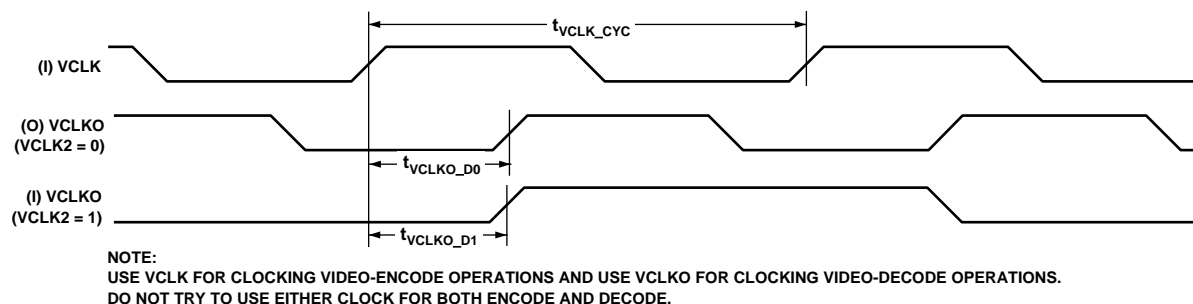 tVCLK_CYC
(I) VCLK
(O) VCLKO
(VCLK2 = 0)
tVCLKO_D0
(I) VCLKO
(VCLK2 = 1)
tVCLKO_D1
NOTE:
USE VCLK FOR CLOCKING VIDEO-ENCODE OPERATIONS AND USE VCLKO FOR CLOCKING VIDEO-DECODE OPERATIONS.
DO NOT TRY TO USE EITHER CLOCK FOR BOTH ENCODE AND DECODE.